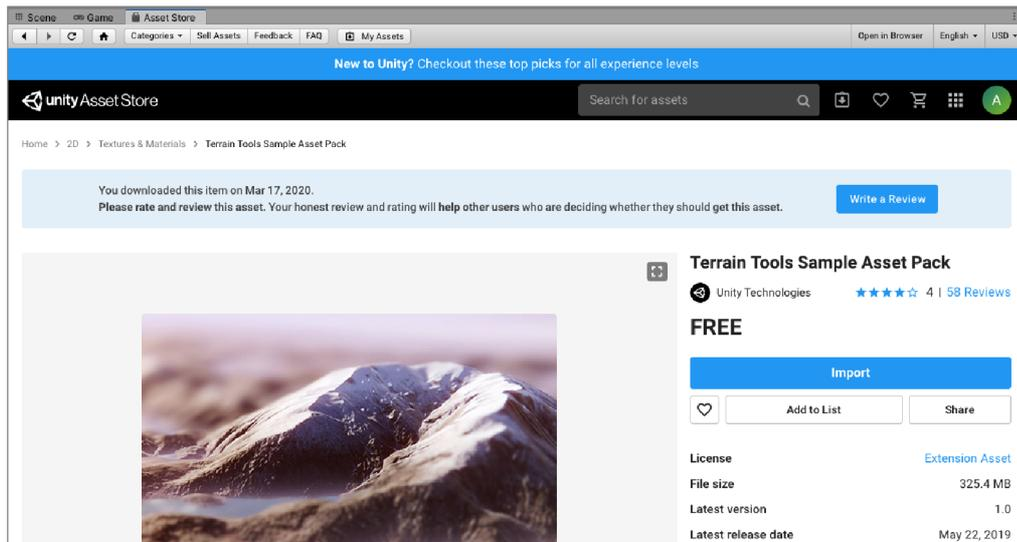 Scene Game Asset Store
Categories Sell Assets Feedback FAQ My Assets Open in Browser English USD
New to Unity? Checkout these top picks for all experience levels
unity Asset Store Search for assets A
Home > 2D > Textures & Materials > Terrain Tools Sample Asset Pack
You downloaded this item on Mar 17, 2020.
Please rate and review this asset. Your honest review and rating will help other users who are deciding whether they should get this asset.
Write a Review
Terrain Tools Sample Asset Pack
Unity Technologies 4 | 58 Reviews
FREE
Import
Add to List Share
License Extension Asset
File size 325.4 MB
Latest version 1.0
Latest release date May 22, 2019